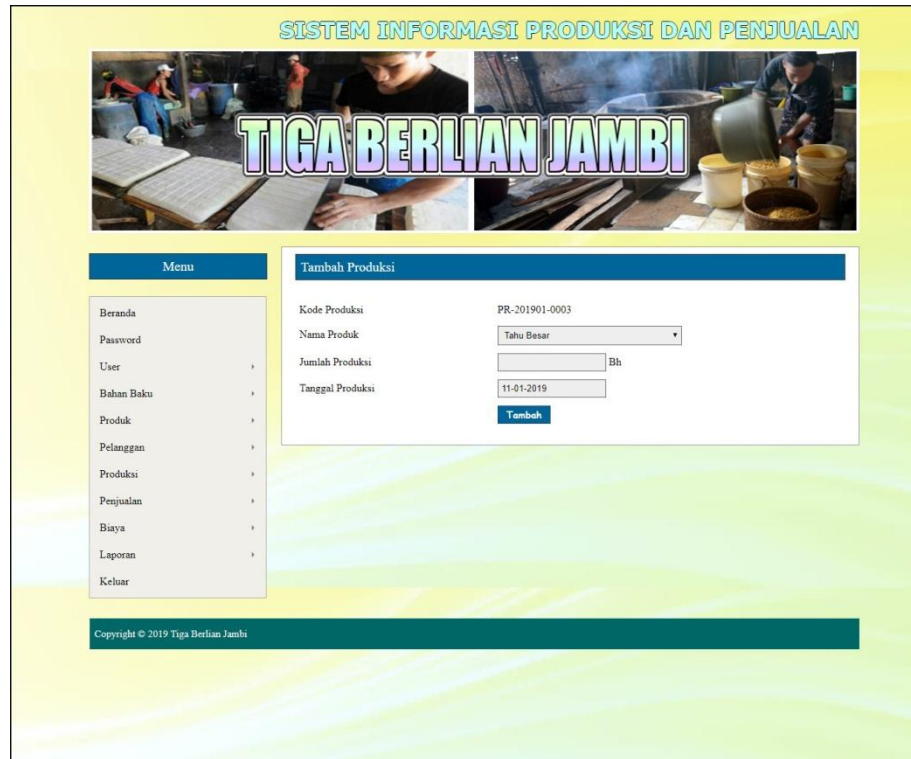 SISTEM INFORMASI PRODUKSI DAN PENJUALAN
TIGA BERLIAN JAMBI
Menu
Beranda
Password
User
Bahan Baku
Produk
Pelanggan
Produksi
Penjualan
Biaya
Laporan
Keluar
Tambah Produksi
Kode Produksi PR-201901-0003
Nama Produk Tahu Besar
Jumlah Produksi Bh
Tanggal Produksi 11-01-2019
Tambah
Copyright © 2019 Tiga Berlian Jambi